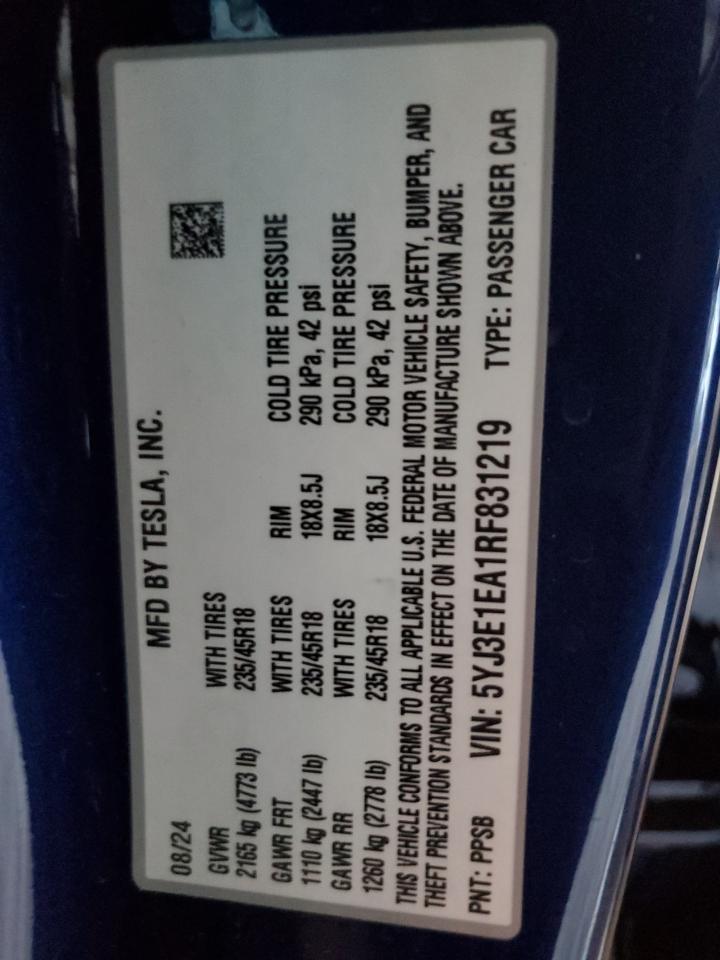 MFD BY TESLA, INC.
08/24
GVWR WITH TIRES
2165 kg (4773 lb) 235/45R18
GAWR FRT WITH TIRES RIM COLD TIRE PRESSURE
1110 kg (2447 lb) 235/45R18 18X8.5J 290 kPa, 42 psi
GAWR RR WITH TIRES RIM COLD TIRE PRESSURE
1260 kg (2778 lb) 235/45R18 18X8.5J 290 kPa, 42 psi
THIS VEHICLE CONFORMS TO ALL APPLICABLE U.S. FEDERAL MOTOR VEHICLE SAFETY, BUMPER, AND
THEFT PREVENTION STANDARDS IN EFFECT ON THE DATE OF MANUFACTURE SHOWN ABOVE.
PNT: PPSB VIN: 5YJ3E1EA1RF831219 TYPE: PASSENGER CAR